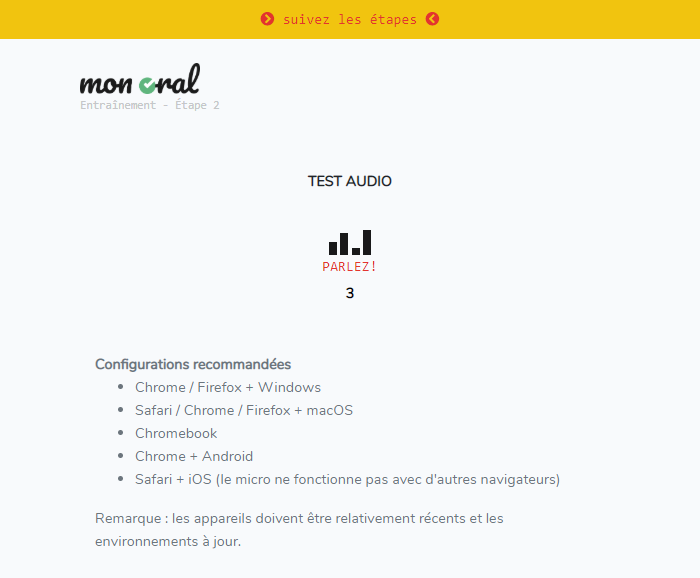 suivez les étapes
mon oral
Entraînement - Étape 2
TEST AUDIO
PARLEZ!
3
Configurations recommandées
Chrome / Firefox + Windows
Safari / Chrome / Firefox + macOS
Chromebook
Chrome + Android
Safari + iOS (le micro ne fonctionne pas avec d'autres navigateurs)
Remarque : les appareils doivent être relativement récents et les
environnements à jour.